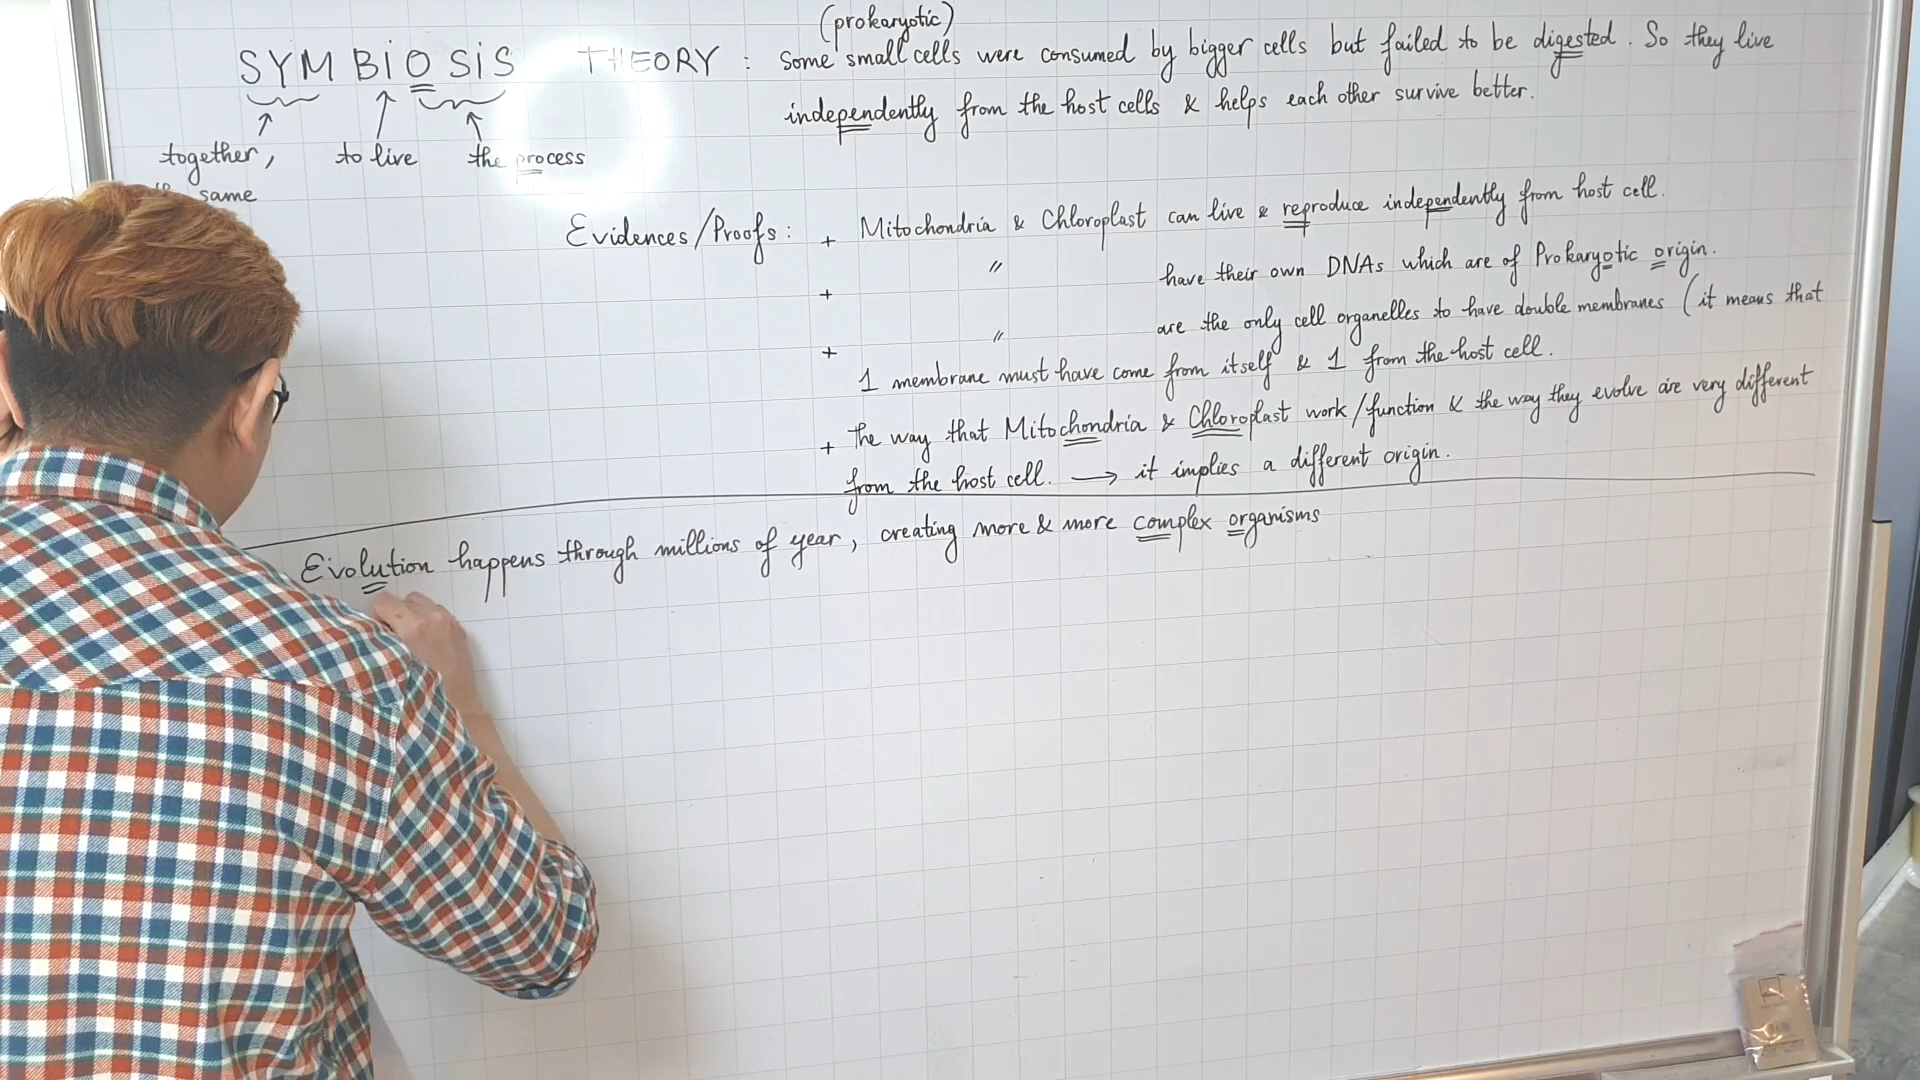 (prokaryotic)
SYMBIOSIS THEORY : Some small cells were consumed by bigger cells but failed to be digested. So they live
independently from the host cells & helps each other survive better.
together, to live the process
same
Evidences/Proofs: + Mitochondria & Chloroplast can live & reproduce independently from host cell.
+ " have their own DNAs which are of Prokaryotic origin.
+ " are the only cell organelles to have double membranes (it means that
1 membrane must have come from itself & 1 from the host cell.
+ the way that Mitochondria & Chloroplast work/function & the way they evolve are very different
from the host cell. → it implies a different origin.
Evolution happens through millions of year, creating more & more complex organisms